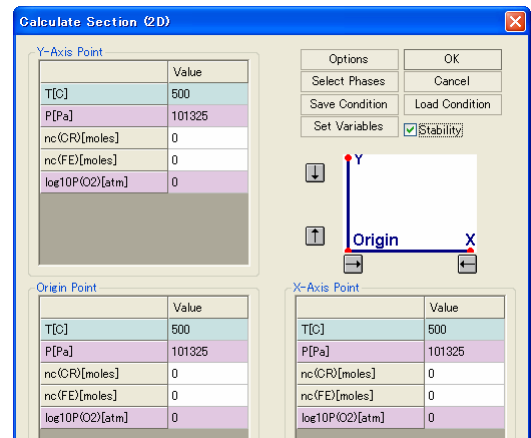 Calculate Section (2D)
Y-Axis Point
Value
T[C] 500
P[Pa] 101325
nc(CR)[moles] 0
nc(FE)[moles] 0
log10P(O2)[atm] 0
Options OK
Select Phases Cancel
Save Condition Load Condition
Set Variables Stability
Y
Origin X
Origin Point
Value
T[C] 500
P[Pa] 101325
nc(CR)[moles] 0
nc(FE)[moles] 0
log10P(O2)[atm] 0
X-Axis Point
Value
T[C] 500
P[Pa] 101325
nc(CR)[moles] 0
nc(FE)[moles] 0
log10P(O2)[atm] 0